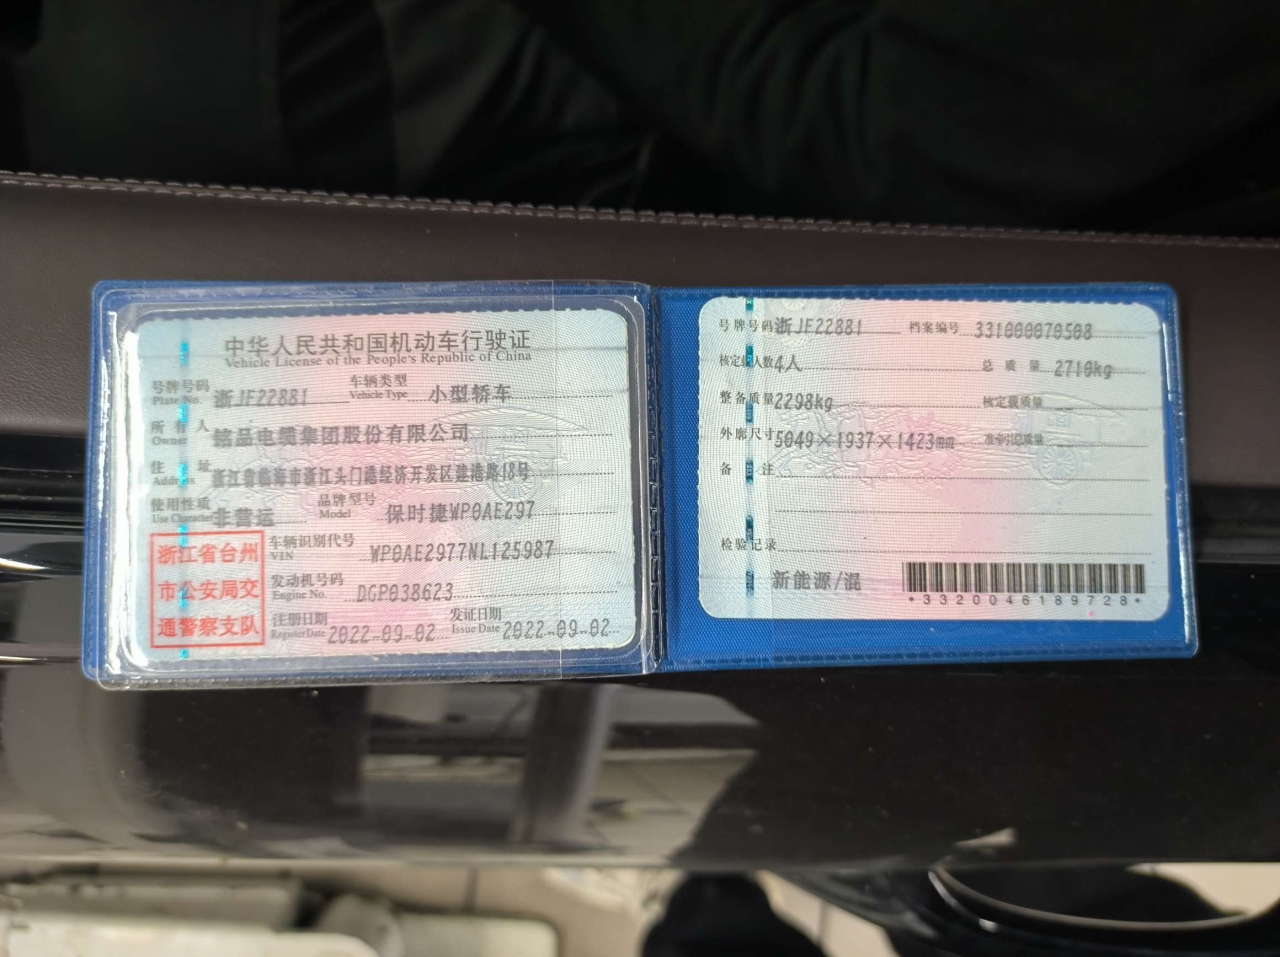 中华人民共和国机动车行驶证
Vehicle License of the People's Republic of China
号牌号码 浙JF22881 车辆类型 小型轿车
Plate No. Vehicle Type
所有人 铭品电缆集团股份有限公司
Owner
住址 浙江省临海市浙江头门港经济开发区建港路18号
Address
使用性质 非营运 品牌型号 保时捷WP0AE297
Use Character Model
浙江省台州
市公安局交
通警察支队
车辆识别代号 WP0AE2977NL125987
VIN
发动机号码 DGP038623
Engine No.
注册日期 2022-09-02 发证日期 2022-09-02
Register Date Issue Date
号牌号码 浙JF22881 档案编号 331000070508
核定载人数 4人 总质量 2710kg
整备质量 2298kg 核定载质量
外廓尺寸 5049×1937×1423mm 准牵引总质量
备注
检验记录
新能源/混
*3320046189728*